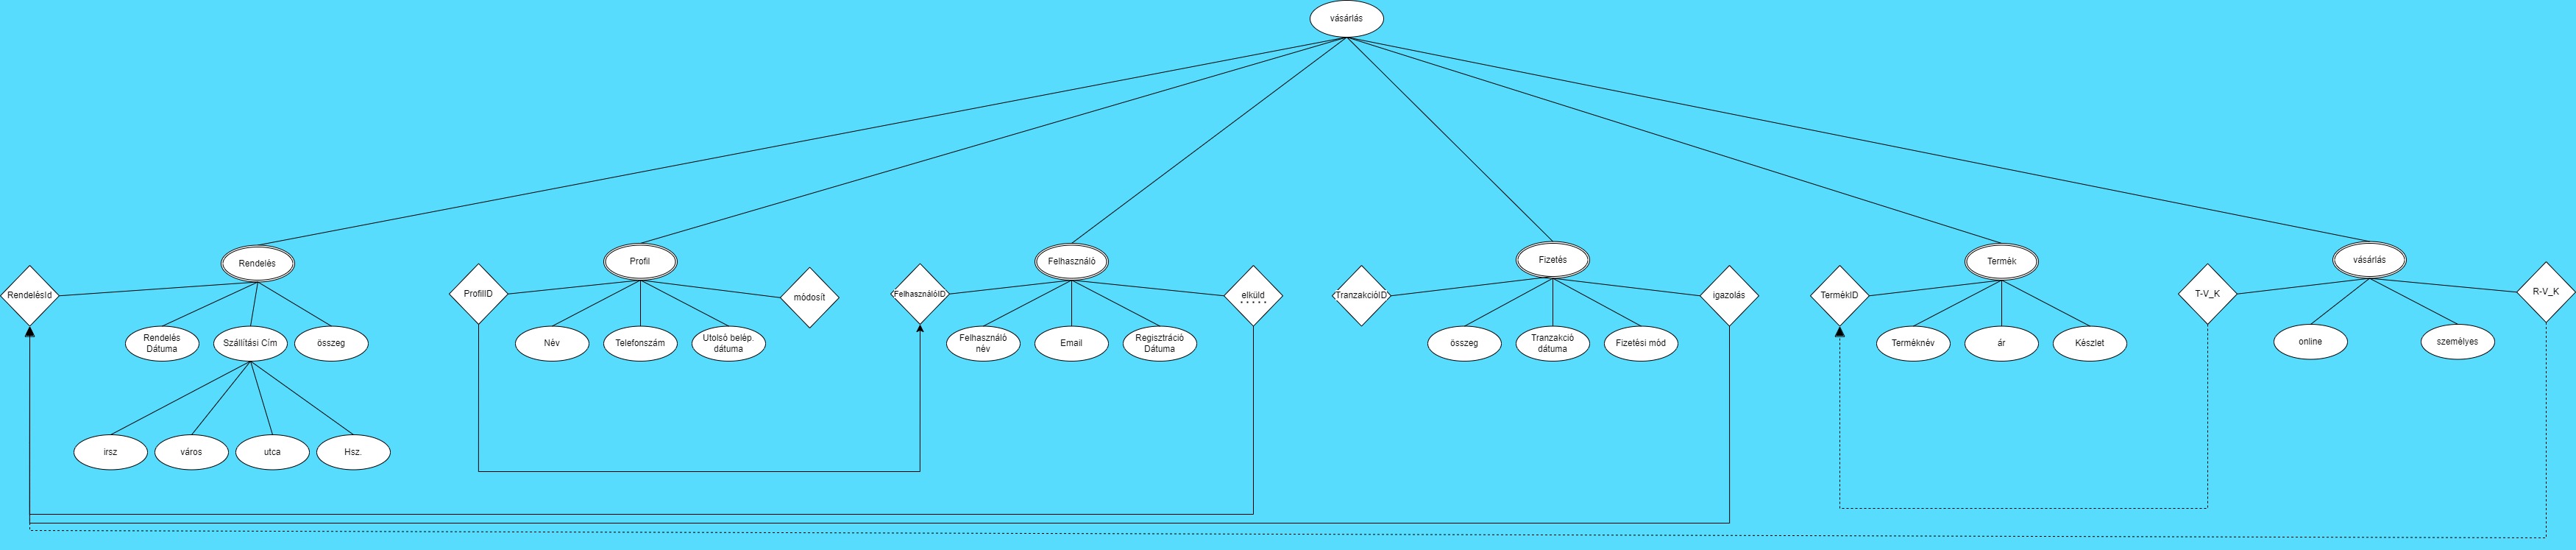 vásárlás
Rendelés
Profil
Felhasználó
Fizetés
Termék
vásárlás
RendelésId
ProfilID
módosít
FelhasználóID
elküld
TranzakcióID
igazolás
TermékID
T-V_K
R-V_K
Rendelés
Dátuma
Szállítási Cím
összeg
Név
Telefonszám
Utolsó belép.
dátuma
Felhasználó
név
Email
Regisztráció
Dátuma
összeg
Tranzakció
dátuma
Fizetési mód
Terméknév
ár
Készlet
online
személyes
irsz
város
utca
Hsz.